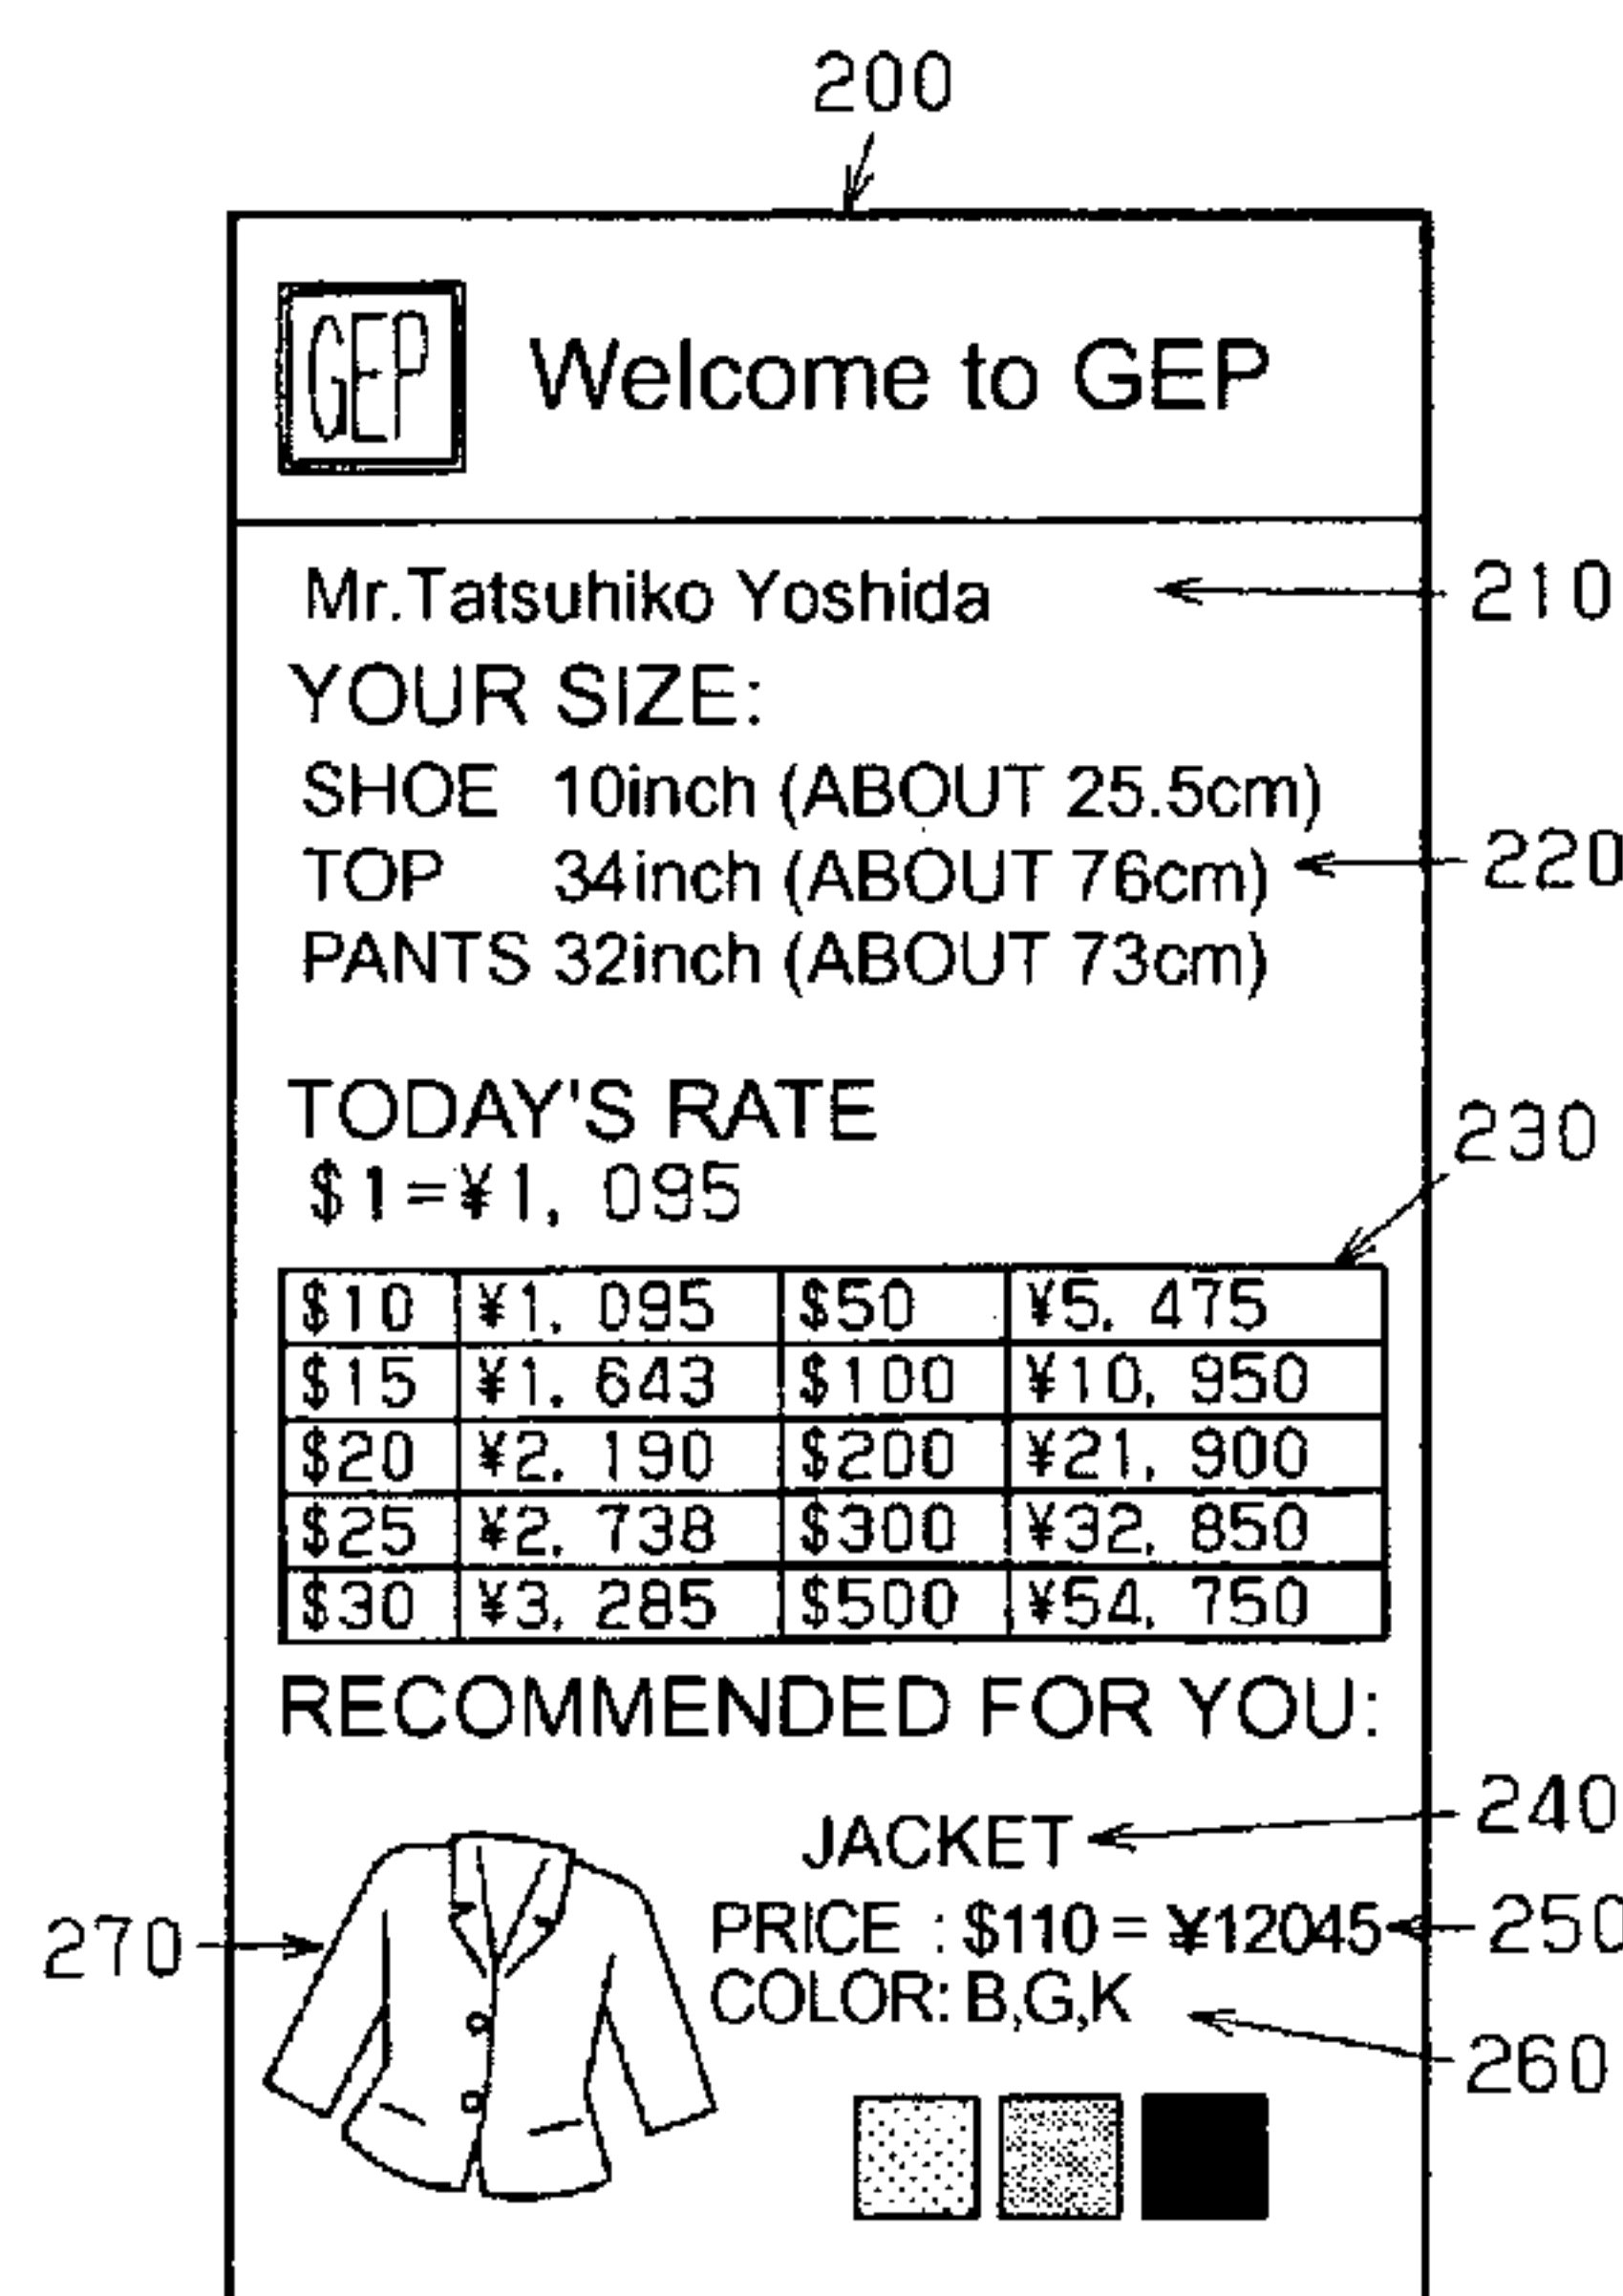 200
GEP Welcome to GEP
Mr.Tatsuhiko Yoshida 210
YOUR SIZE:
SHOE 10inch (ABOUT 25.5cm)
TOP 34inch (ABOUT 76cm) 220
PANTS 32inch (ABOUT 73cm)
TODAY'S RATE
230
$1=¥1, 095
$10 ¥1, 095 $50 ¥5, 475
$15 ¥1, 643 $100 ¥10, 950
$20 ¥2, 190 $200 ¥21, 900
$25 ¥2, 738 $300 ¥32, 850
$30 ¥3, 285 $500 ¥54, 750
RECOMMENDED FOR YOU:
JACKET 240
270 PRICE : $110 = ¥12045 250
COLOR: B,G,K
260